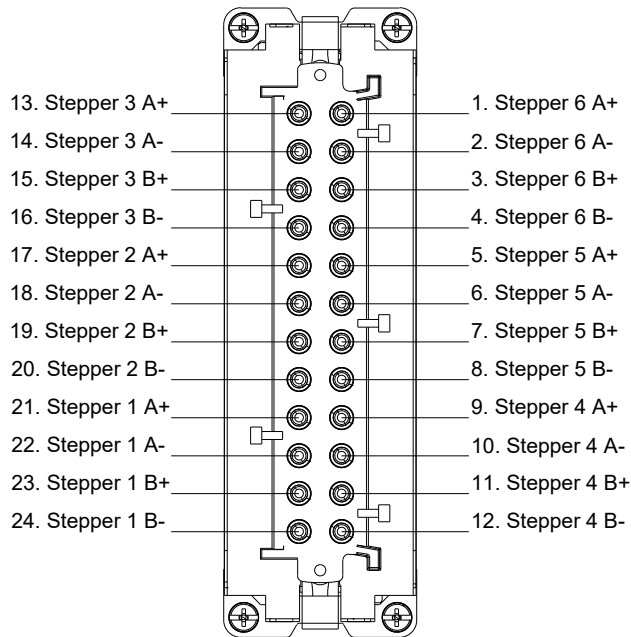 13. Stepper 3 A+
14. Stepper 3 A-
15. Stepper 3 B+
16. Stepper 3 B-
17. Stepper 2 A+
18. Stepper 2 A-
19. Stepper 2 B+
20. Stepper 2 B-
21. Stepper 1 A+
22. Stepper 1 A-
23. Stepper 1 B+
24. Stepper 1 B-
1. Stepper 6 A+
2. Stepper 6 A-
3. Stepper 6 B+
4. Stepper 6 B-
5. Stepper 5 A+
6. Stepper 5 A-
7. Stepper 5 B+
8. Stepper 5 B-
9. Stepper 4 A+
10. Stepper 4 A-
11. Stepper 4 B+
12. Stepper 4 B-